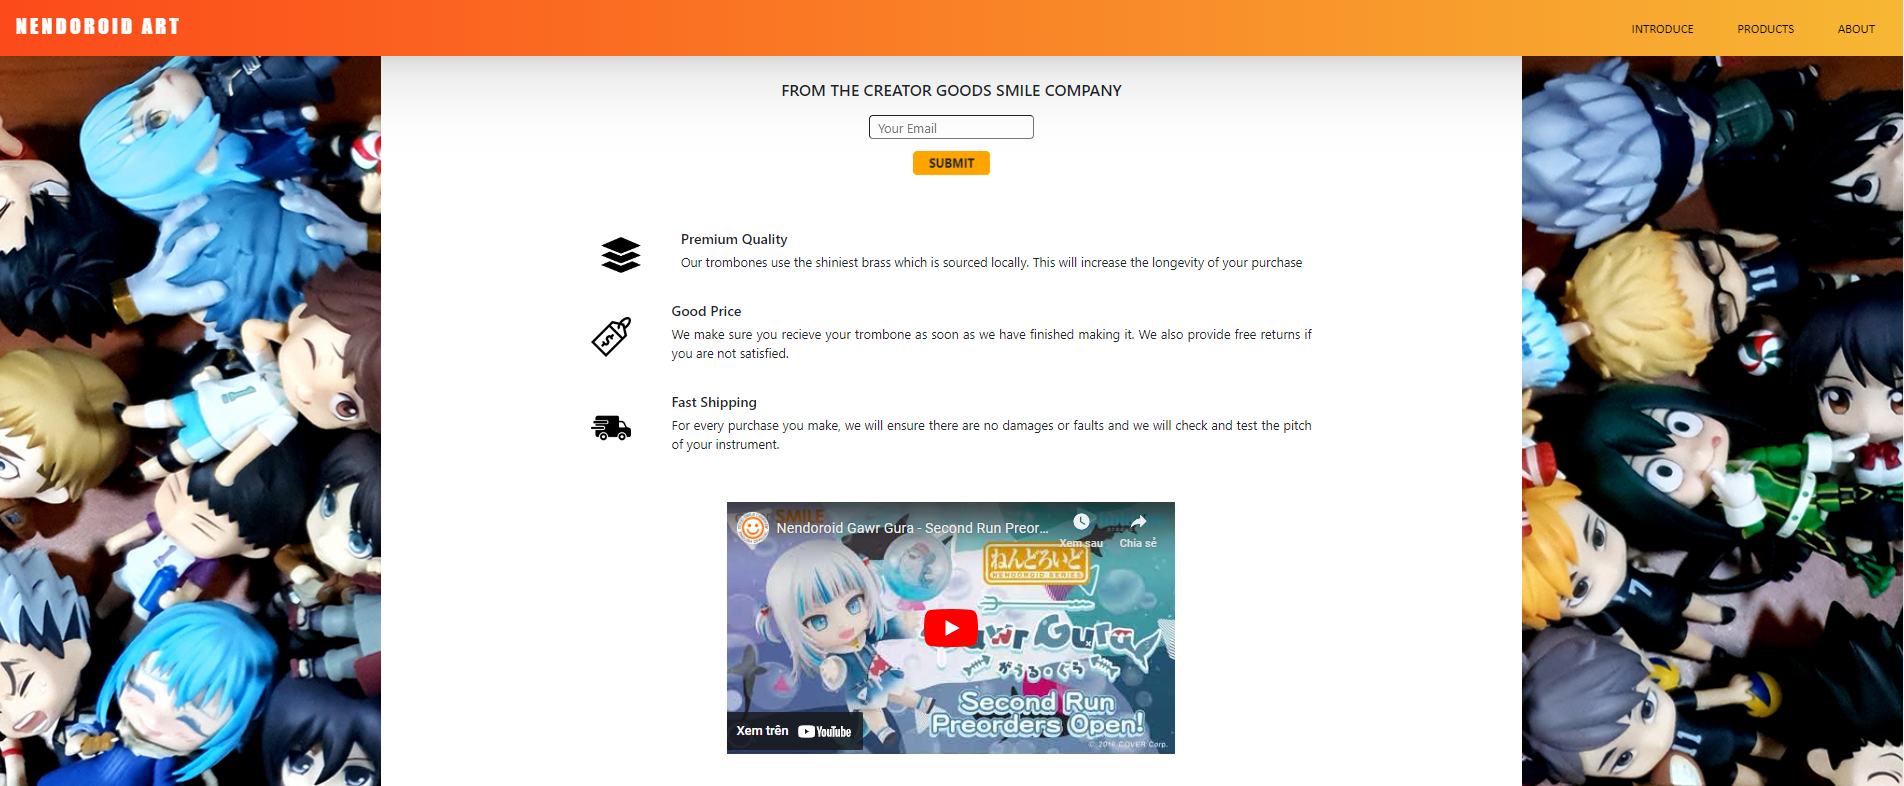 NENDOROID ART
INTRODUCE
PRODUCTS
ABOUT
FROM THE CREATOR GOODS SMILE COMPANY
Your Email
SUBMIT
Premium Quality
Our trombones use the shiniest brass which is sourced locally. This will increase the longevity of your purchase
Good Price
We make sure you recieve your trombone as soon as we have finished making it. We also provide free returns if
you are not satisfied.
Fast Shipping
For every purchase you make, we will ensure there are no damages or faults and we will check and test the pitch
of your instrument.
SMILE
Nendoroid Gawr Gura - Second Run Preor...
Xem sau
Chia sẻ
ねんどろいど
NENDOROID SERIES
Gawr Gura
がうる・ぐら
Second Run
Preorders Open!
Xem trên YouTube
© 2016 COVER Corp.
1
11
7
11